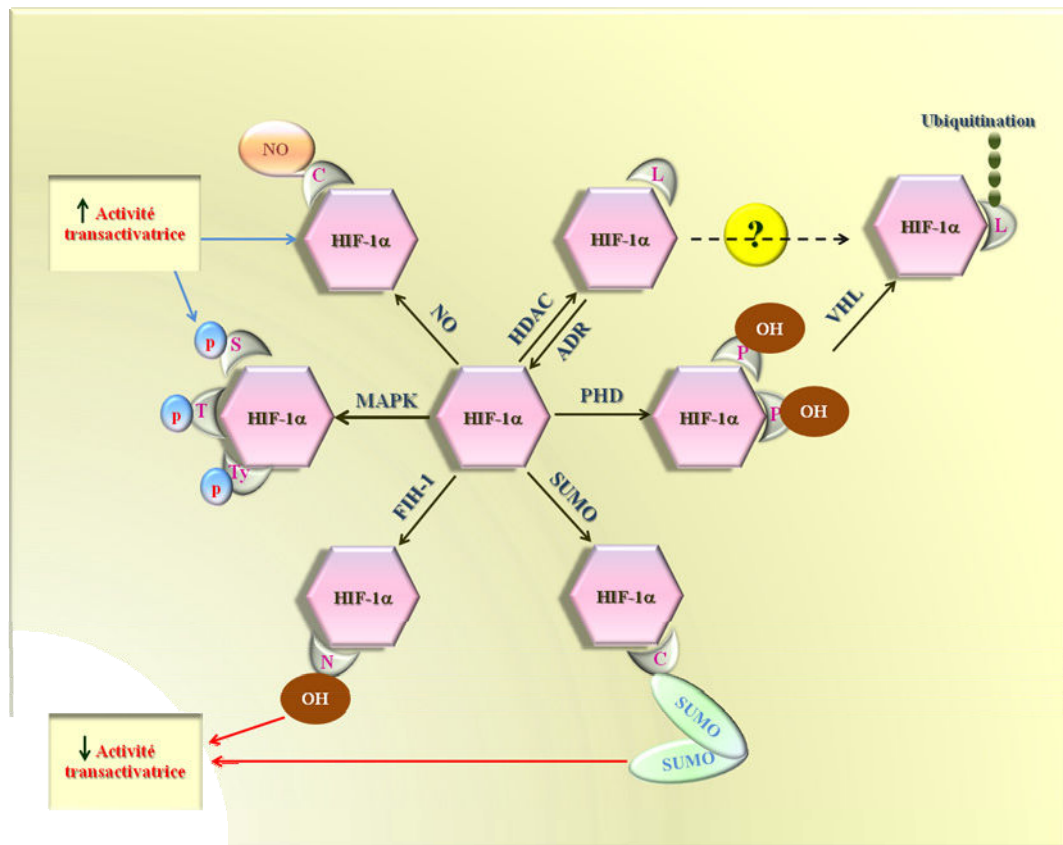 Ubiquitination
NO
C
L
↑ Activité
transactivatrice
HIF-1α
HIF-1α
?
HIF-1α
L
NO
HDAC
ADR
VHL
p
S
OH
P
MAPK
PHD
p
T
HIF-1α
HIF-1α
HIF-1α
P
OH
p
Ty
FIH-1
SUMO
HIF-1α
HIF-1α
N
C
OH
SUMO
SUMO
↓ Activité
transactivatrice